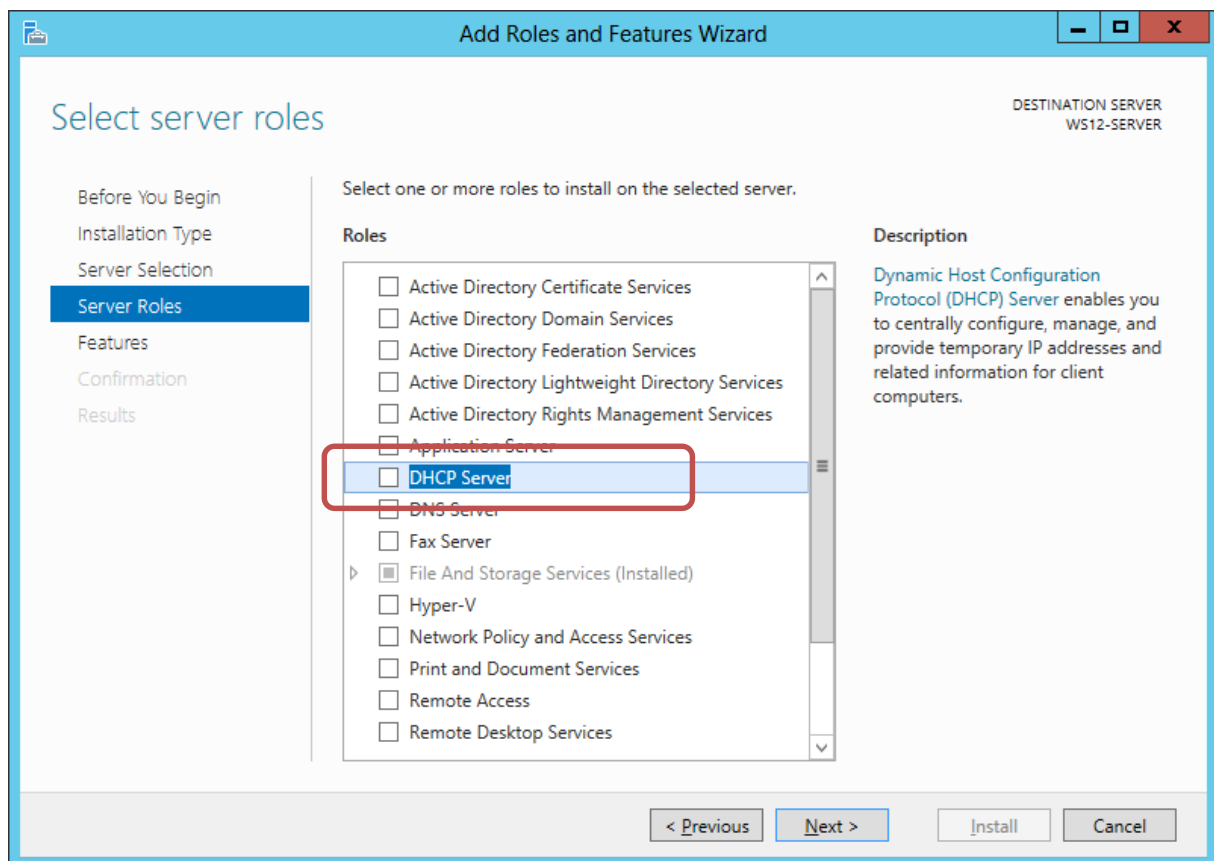 Add Roles and Features Wizard
Select server roles
DESTINATION SERVER
WS12-SERVER
Before You Begin
Installation Type
Server Selection
Server Roles
Features
Confirmation
Results
Select one or more roles to install on the selected server.
Roles
Active Directory Certificate Services
Active Directory Domain Services
Active Directory Federation Services
Active Directory Lightweight Directory Services
Active Directory Rights Management Services
Application Server
DHCP Server
DNS Server
Fax Server
File And Storage Services (Installed)
Hyper-V
Network Policy and Access Services
Print and Document Services
Remote Access
Remote Desktop Services
Description
Dynamic Host Configuration
Protocol (DHCP) Server enables you
to centrally configure, manage, and
provide temporary IP addresses and
related information for client
computers.
< Previous
Next >
Install
Cancel